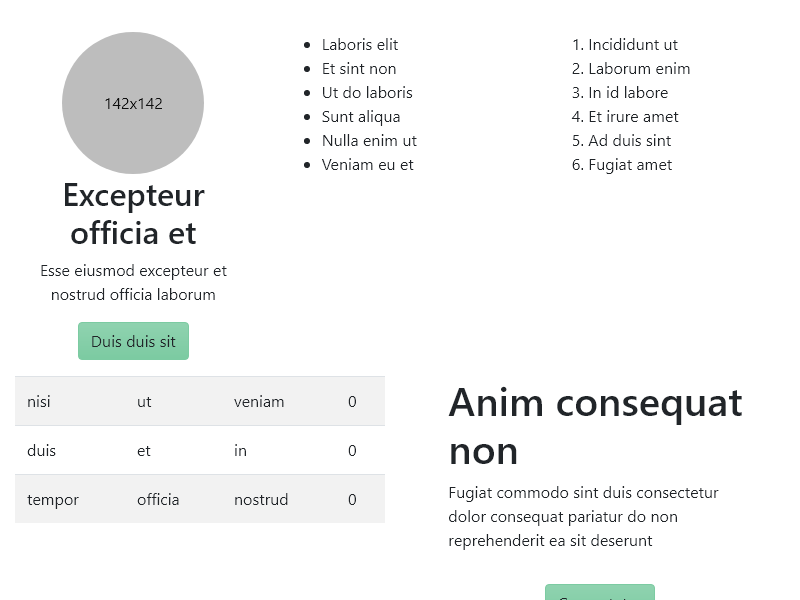 142x142
Excepteur
officia et
Esse eiusmod excepteur et
nostrud officia laborum
Duis duis sit
• Laboris elit
• Et sint non
• Ut do laboris
• Sunt aliqua
• Nulla enim ut
• Veniam eu et
1. Incididunt ut
2. Laborum enim
3. In id labore
4. Et irure amet
5. Ad duis sint
6. Fugiat amet
nisi ut veniam 0
duis et in 0
tempor officia nostrud 0
Anim consequat
non
Fugiat commodo sint duis consectetur
dolor consequat pariatur do non
reprehenderit ea sit deserunt